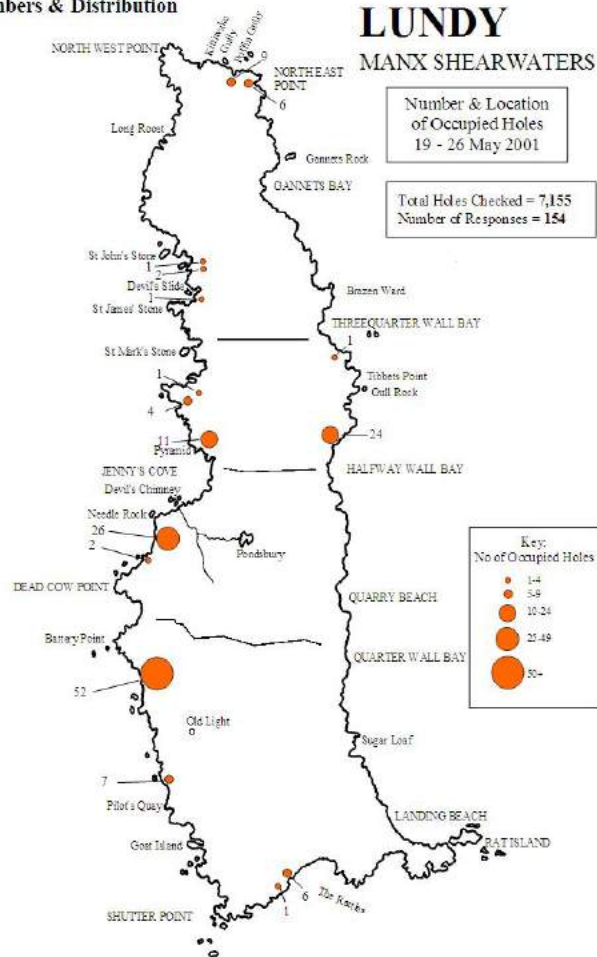 mbers & Distribution
LUNDY
MANX SHEARWATERS
Number & Location
of Occupied Holes
19 - 26 May 2001
Total Holes Checked = 7,155
Number of Responses = 154
NORTH WEST POINT
Kittiwake
Gully
Puffin Gully
NORTH EAST
POINT
6
Long Roost
Gannets Rock
GANNETS BAY
St John's Stone
1
2
Devil's Slide
1
St James' Stone
Brazen Ward
THREEQUARTER WALL BAY
St Mark's Stone
1
Tibbets Point
Gull Rock
1
4
11
24
Pyramid
JENNY'S COVE
HALFWAY WALL BAY
Devil's Chimney
Needle Rock
26
2
Pondsbury
DEAD COW POINT
QUARRY BEACH
Key:
No of Occupied Holes
1-4
5-9
10-24
25-49
50+
Battery Point
QUARTER WALL BAY
52
Old Light
Sugar Loaf
7
Pilot's Quay
LANDING BEACH
Goat Island
RAT ISLAND
6
The Rattles
1
SHUTTER POINT